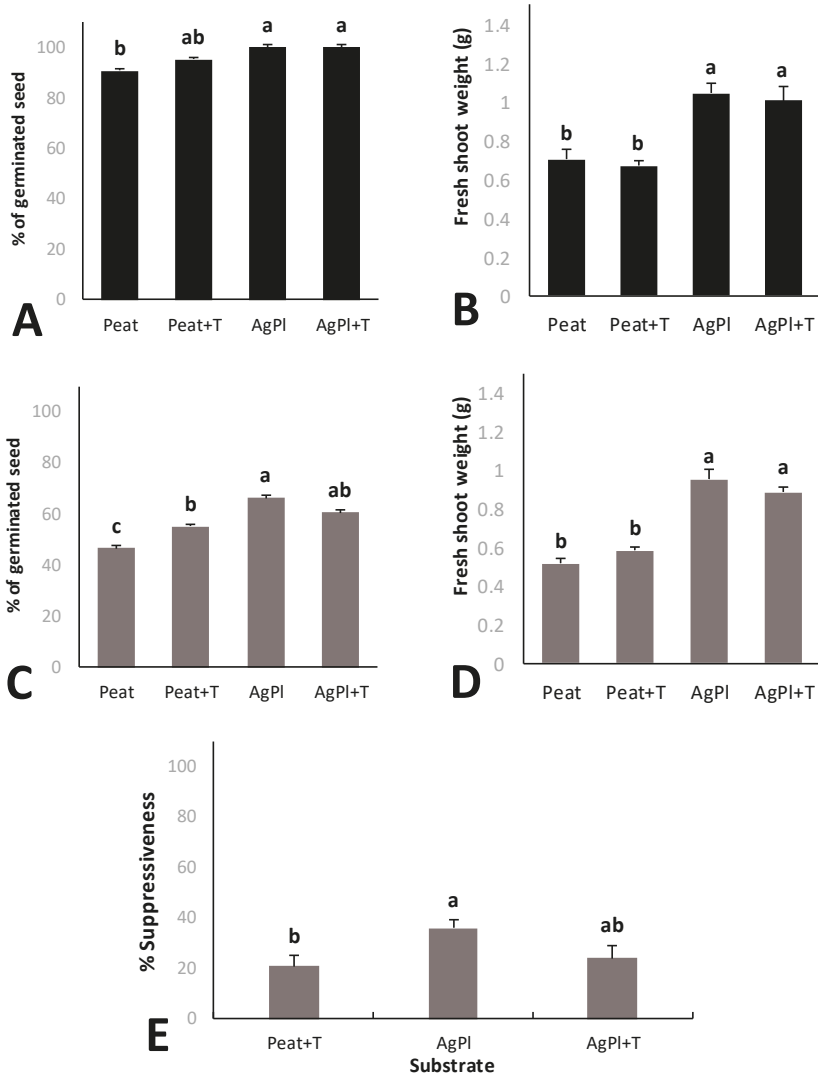 % of germinated seed
100
80
60
40
20
0
b
ab
a
a
Peat
Peat+T
AgPl
AgPl+T
A
Fresh shoot weight (g)
1.4
1.2
1
0.8
0.6
0.4
0.2
0
b
b
a
a
Peat
Peat+T
AgPl
AgPl+T
B
% of germinated seed
100
80
60
40
20
0
c
b
a
ab
Peat
Peat+T
AgPl
AgPl+T
C
Fresh shoot weight (g)
1.4
1.2
1
0.8
0.6
0.4
0.2
0
b
b
a
a
Peat
Peat+T
AgPl
AgPl+T
D
% Suppressiveness
100
80
60
40
20
0
b
a
ab
Peat+T
AgPl
AgPl+T
E
Substrate